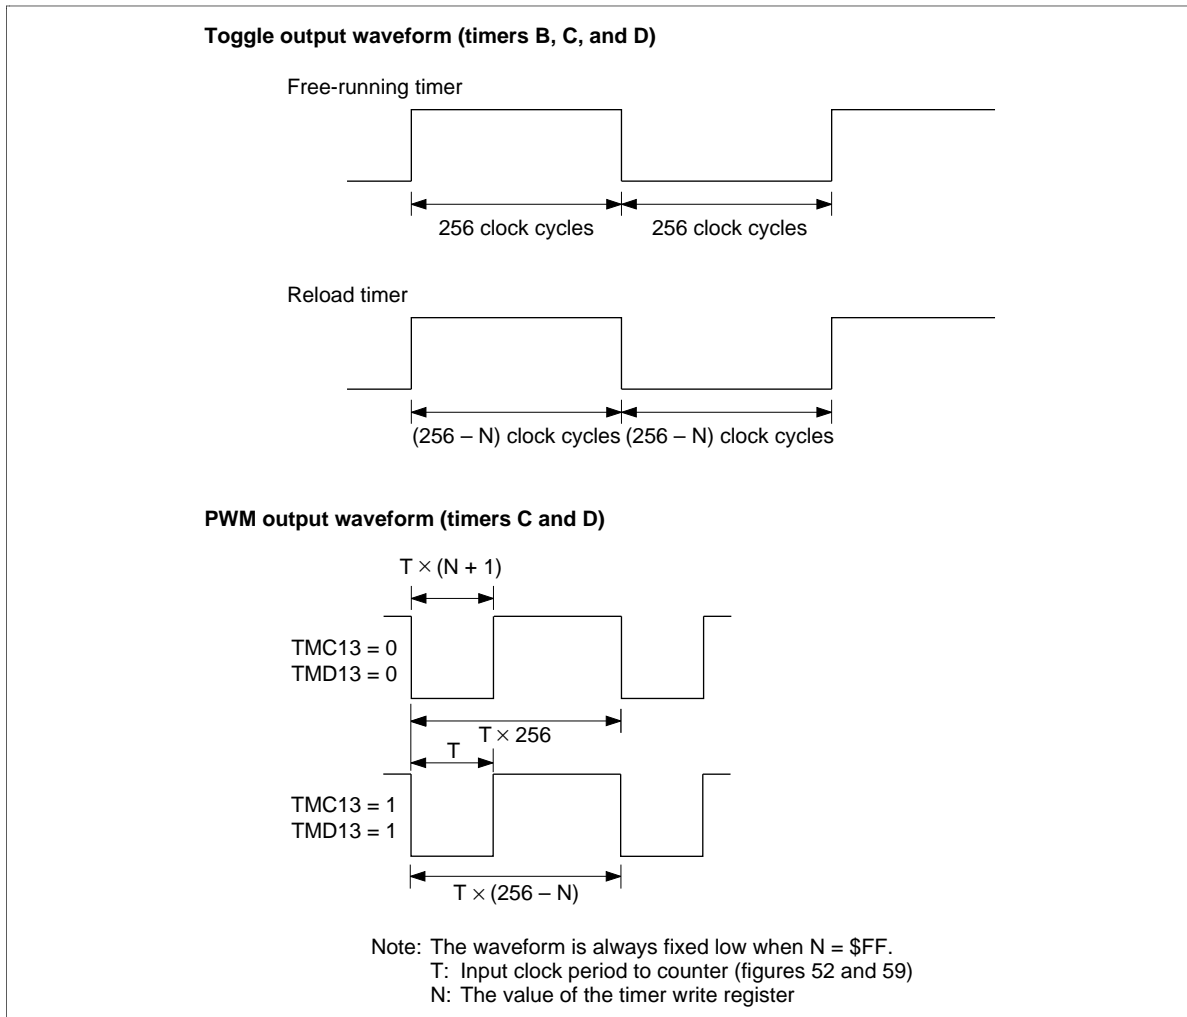 Toggle output waveform (timers B, C, and D)
Free-running timer
256 clock cycles 256 clock cycles
Reload timer
(256 – N) clock cycles (256 – N) clock cycles
PWM output waveform (timers C and D)
T × (N + 1)
TMC13 = 0
TMD13 = 0
T × 256
T
TMC13 = 1
TMD13 = 1
T × (256 – N)
Note: The waveform is always fixed low when N = $FF.
T: Input clock period to counter (figures 52 and 59)
N: The value of the timer write register